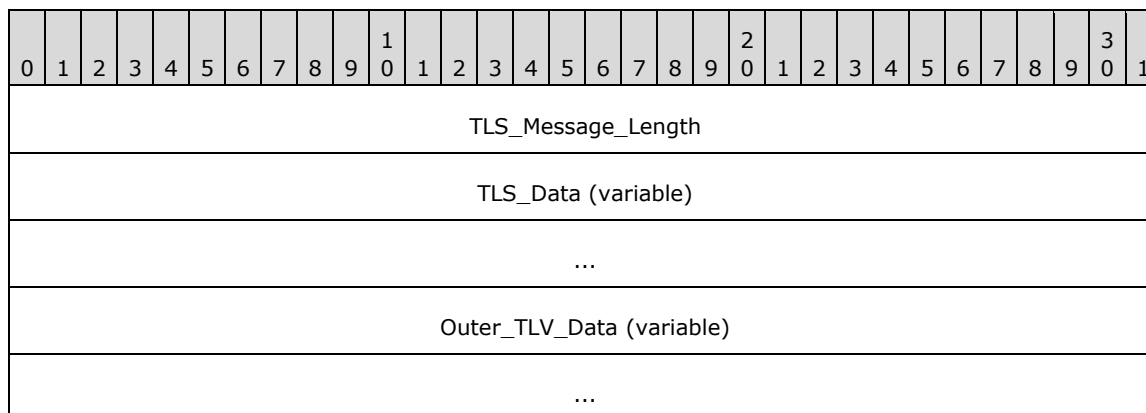 1 2 3
0 1 2 3 4 5 6 7 8 9 0 1 2 3 4 5 6 7 8 9 0 1 2 3 4 5 6 7 8 9 0 1
TLS_Message_Length
TLS_Data (variable)
...
Outer_TLV_Data (variable)
...